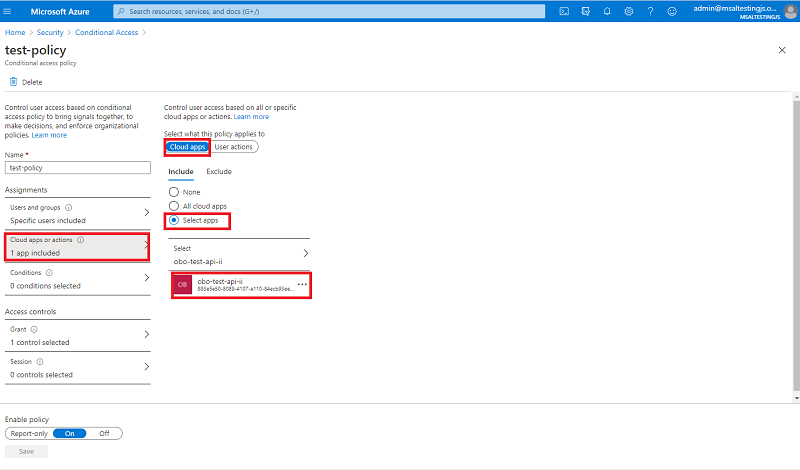 Microsoft Azure
Search resources, services, and docs (G+/)
admin@msaltestingjs.o...
MSALTESTINGJS
Home > Security > Conditional Access >
test-policy
Conditional access policy
Delete
Control user access based on conditional
access policy to bring signals together, to
make decisions, and enforce organizational
policies. Learn more
Name *
test-policy
Assignments
Users and groups
Specific users included
Cloud apps or actions
1 app included
Conditions
0 conditions selected
Access controls
Grant
1 control selected
Session
0 controls selected
Control user access based on all or specific
cloud apps or actions. Learn more
Select what this policy applies to
Cloud apps User actions
Include Exclude
None
All cloud apps
Select apps
Select
obo-test-api-ii
OB
obo-test-api-ii
Enable policy
Report-only On Off
Save